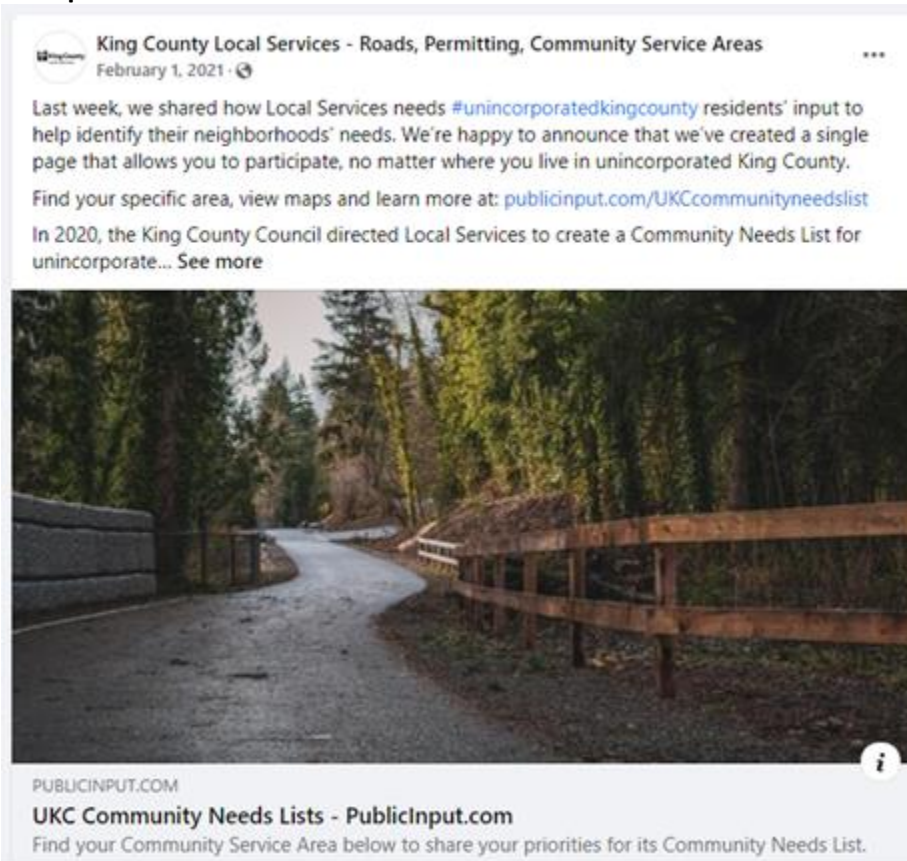 King County Local Services - Roads, Permitting, Community Service Areas
February 1, 2021 ·
Last week, we shared how Local Services needs #unincorporatedkingcounty residents' input to
help identify their neighborhoods' needs. We're happy to announce that we've created a single
page that allows you to participate, no matter where you live in unincorporated King County.
Find your specific area, view maps and learn more at: publicinput.com/UKCcommunityneedslist
In 2020, the King County Council directed Local Services to create a Community Needs List for
unincorporate... See more
i
PUBLICINPUT.COM
UKC Community Needs Lists - PublicInput.com
Find your Community Service Area below to share your priorities for its Community Needs List.